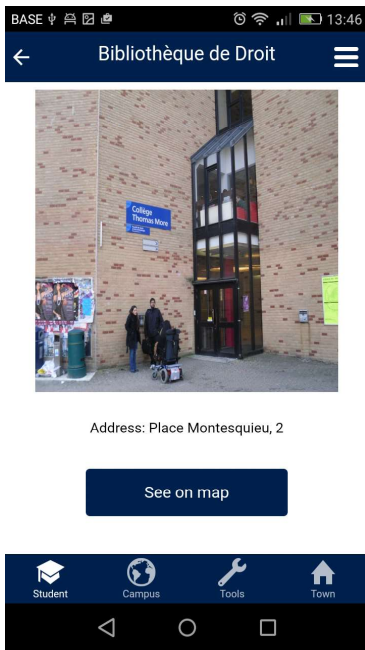 BASE 13:46
Bibliothèque de Droit
Collège
Thomas More
Address: Place Montesquieu, 2
See on map
Student Campus Tools Town